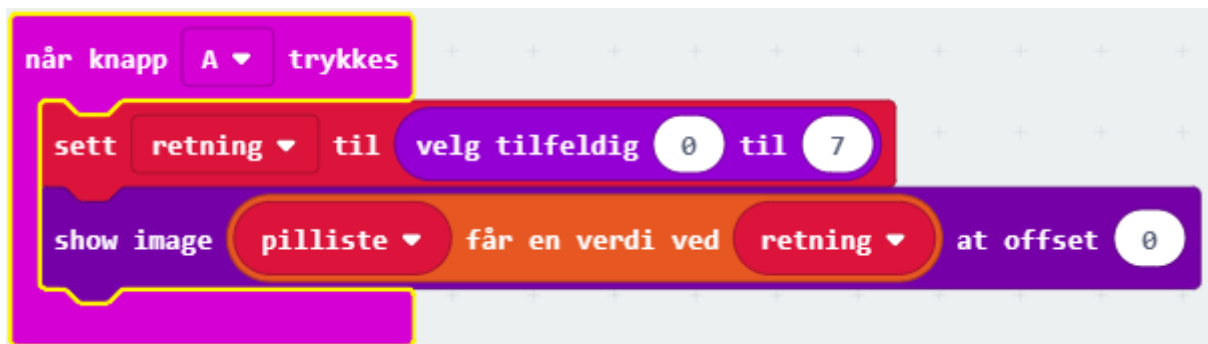 når knapp A trykkes
sett retning til velg tilfeldig 0 til 7
show image pilliste får en verdi ved retning at offset 0